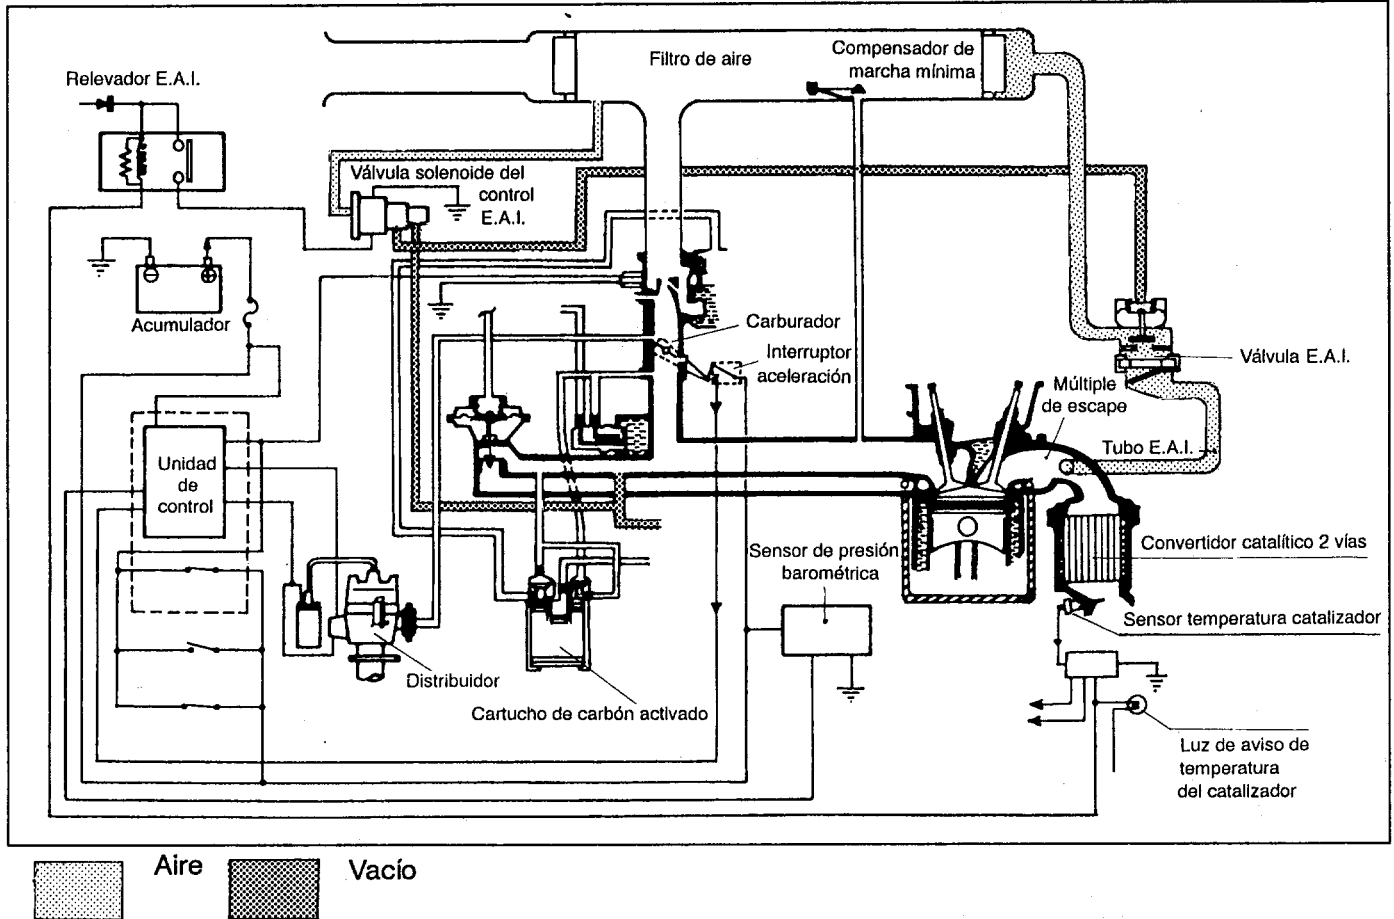 Filtro de aire
Compensador de
marcha mínima
Relevador E.A.I.
Válvula solenoide del
control
E.A.I.
Acumulador
Carburador
Interruptor
aceleración
Válvula E.A.I.
Múltiple
de escape
Tubo E.A.I.
Unidad
de
control
Sensor de presión
barométrica
Convertidor catalítico 2 vías
Sensor temperatura catalizador
Distribuidor
Cartucho de carbón activado
Luz de aviso de
temperatura
del catalizador
Aire
Vacío